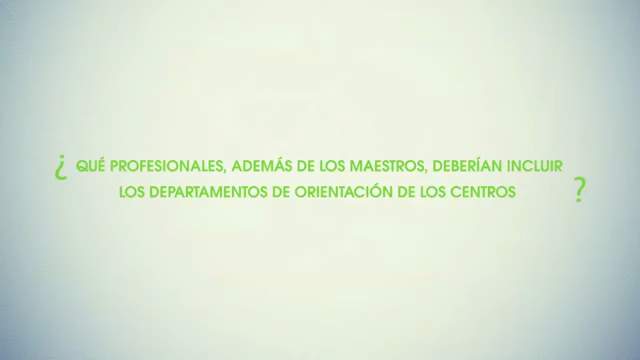 ¿ QUÉ PROFESIONALES, ADEMÁS DE LOS MAESTROS, DEBERÍAN INCLUIR
LOS DEPARTAMENTOS DE ORIENTACIÓN DE LOS CENTROS ?